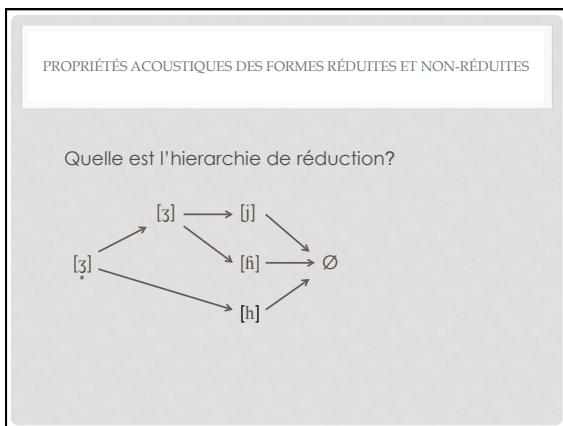 PROPRIÉTÉS ACOUSTIQUES DES FORMES RÉDUITES ET NON-RÉDUITES
Quelle est l’hierarchie de réduction?
[ʒ] → [j]
[ʒ̣] [ɦ] → Ø
[h]